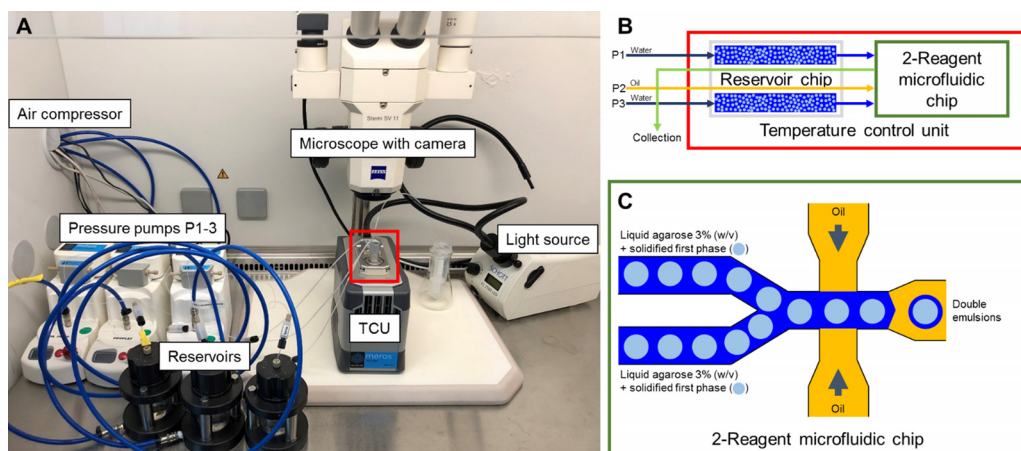 A
Air compressor
Stemi SV 11
Microscope with camera
ZEISS
Pressure pumps P1-3
Light source
SCHOTT
TCU
Reservoirs
meros
B
P1 Water
Reservoir chip
2-Reagent
microfluidic
chip
P2 Oil
P3 Water
Collection
Temperature control unit
C
Oil
Liquid agarose 3% (w/v)
+ solidified first phase ( )
Double
emulsions
Liquid agarose 3% (w/v)
+ solidified first phase ( )
Oil
2-Reagent microfluidic chip